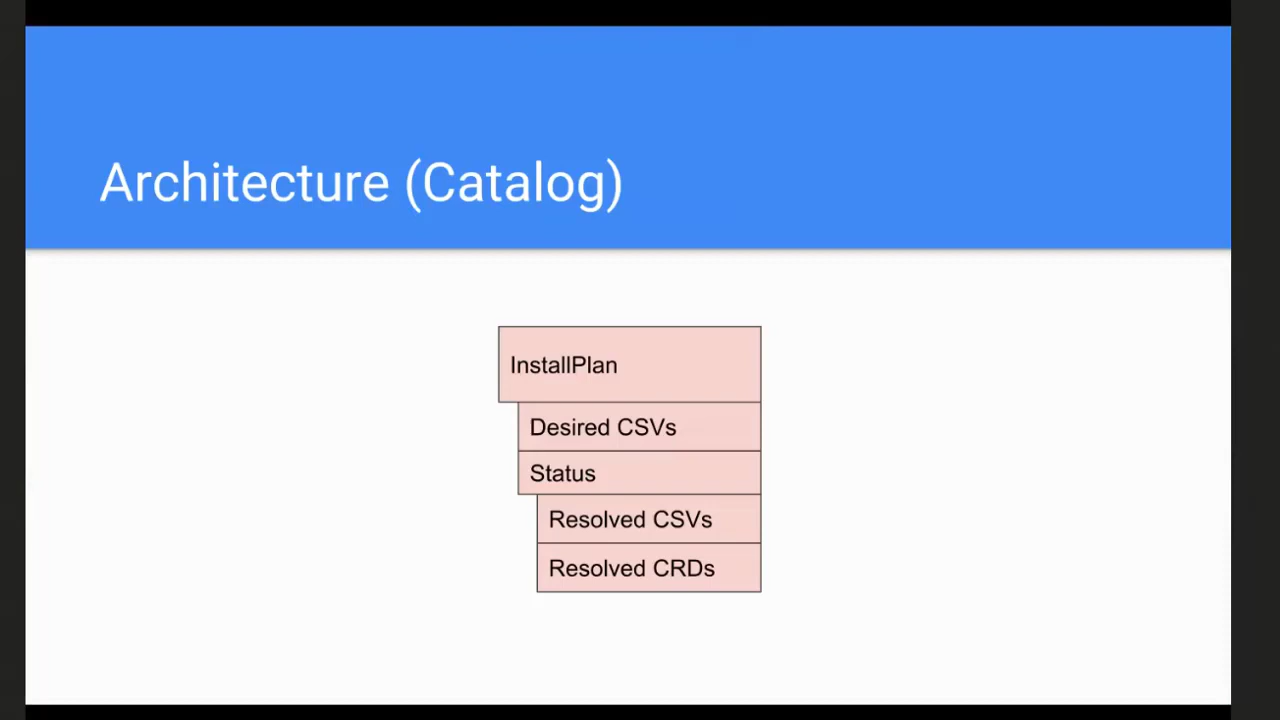 Architecture (Catalog)
InstallPlan
Desired CSVs
Status
Resolved CSVs
Resolved CRDs